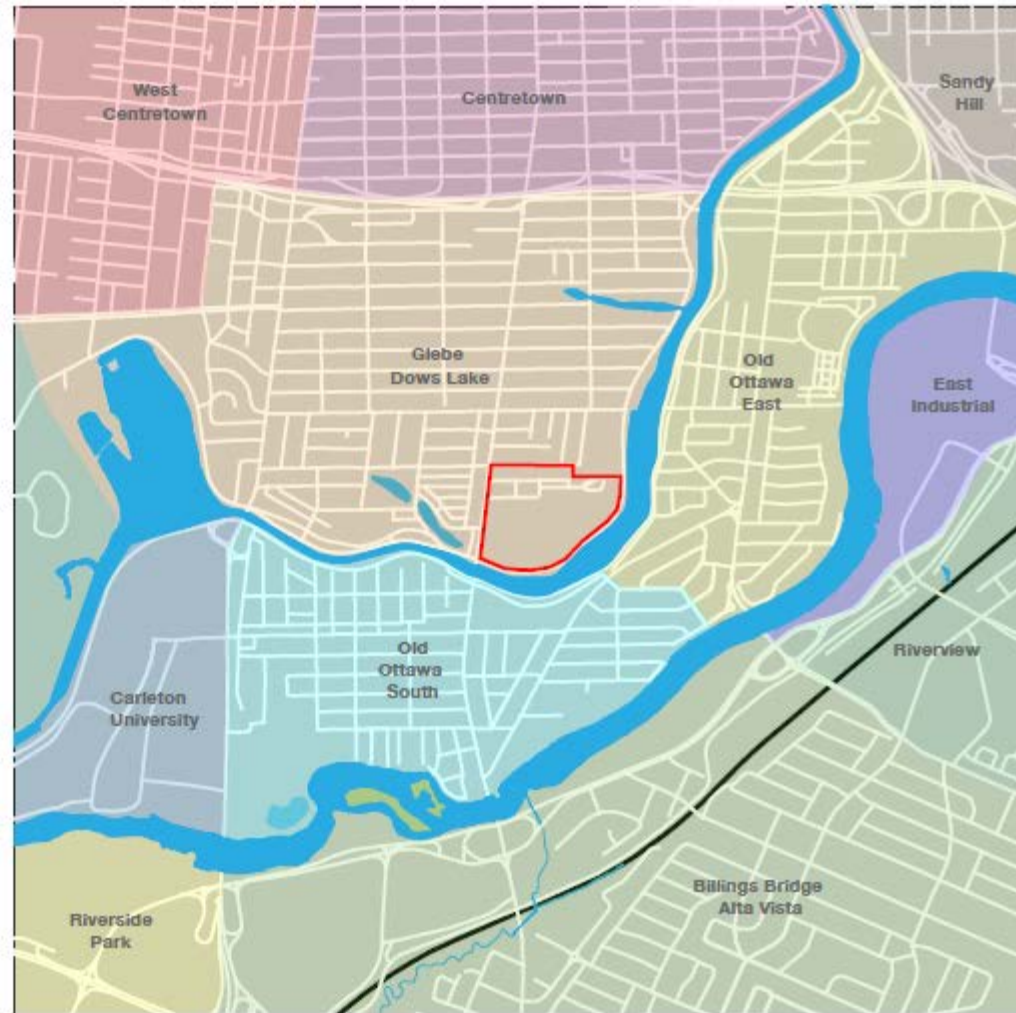 West
Centretown
Centretown
Sandy
Hill
Glebe
Dows Lake
Old
Ottawa
East
East
Industrial
Old
Ottawa
South
Riverview
Carleton
University
Billings Bridge
Alta Vista
Riverside
Park